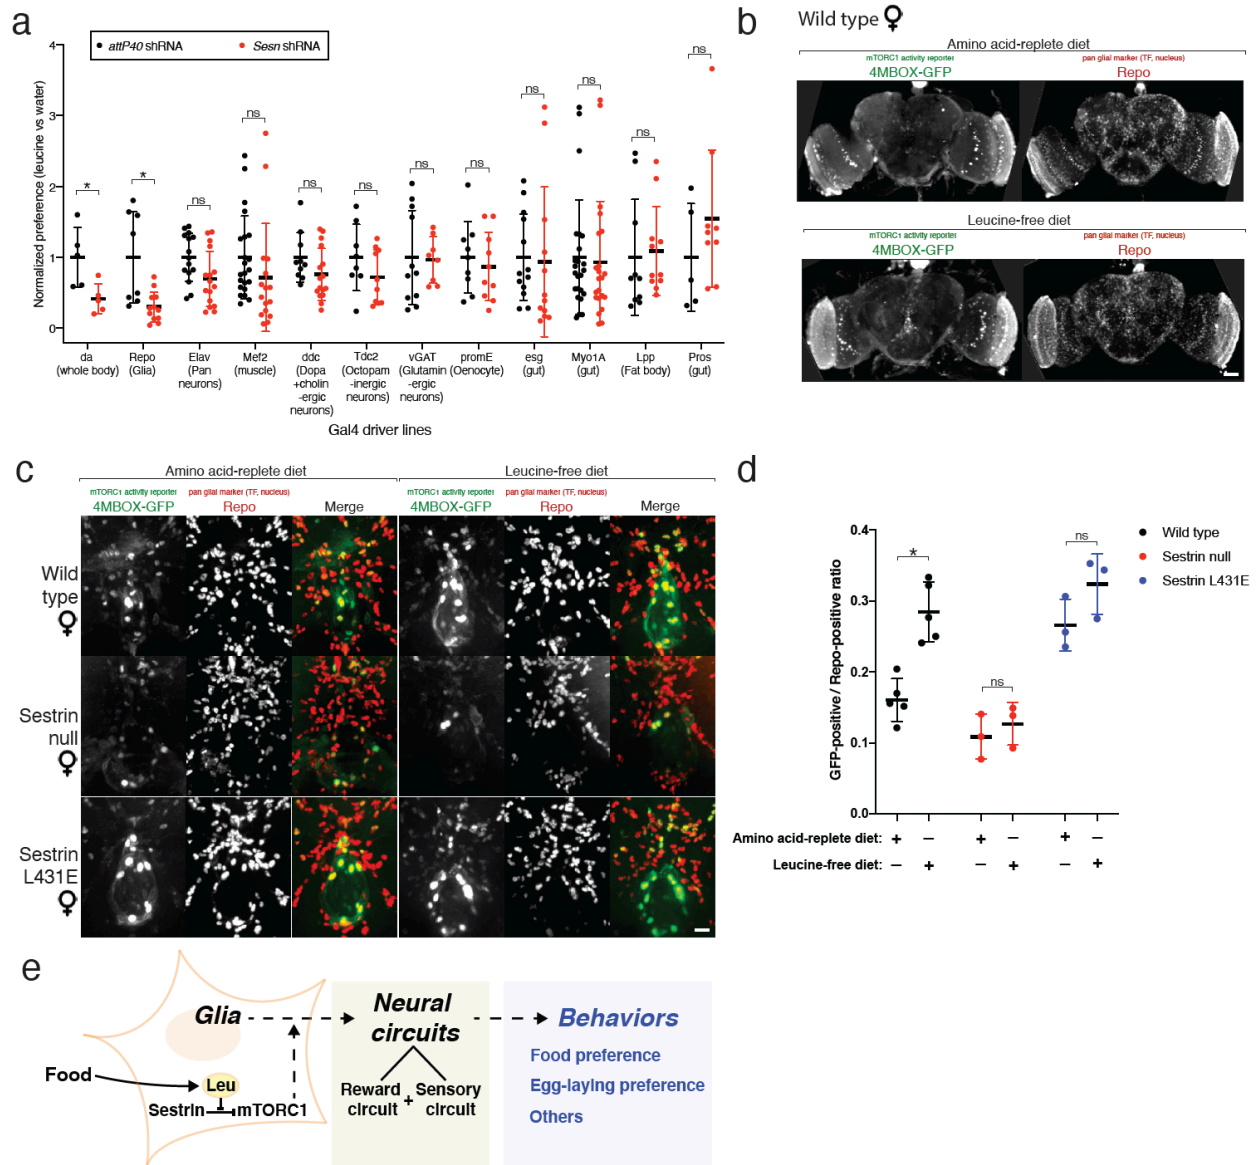 a
attP40 shRNA
Sesn shRNA
Normalized preference (leucine vs water)
4
3
2
1
0
*
*
ns
ns
ns
ns
ns
ns
ns
ns
ns
ns
da
(whole body)
Repo
(Glia)
Elav
(Pan
neurons)
Mef2
(muscle)
ddc
(Dopa
+cholin
-ergic
neurons)
Tdc2
(Octopam
-inergic
neurons)
vGAT
(Glutamin
-ergic
neurons)
promE
(Oenocyte)
esg
(gut)
Myo1A
(gut)
Lpp
(Fat body)
Pros
(gut)
Gal4 driver lines
b
Wild type ♀
Amino acid-replete diet
mTORC1 activity reporter
4MBOX-GFP
pan glial marker (TF, nucleus)
Repo
Leucine-free diet
mTORC1 activity reporter
4MBOX-GFP
pan glial marker (TF, nucleus)
Repo
c
Amino acid-replete diet
Leucine-free diet
mTORC1 activity reporter
4MBOX-GFP
pan glial marker (TF, nucleus)
Repo
Merge
mTORC1 activity reporter
4MBOX-GFP
pan glial marker (TF, nucleus)
Repo
Merge
Wild
type
♀
Sestrin
null
♀
Sestrin
L431E
♀
d
GFP-positive / Repo-positive ratio
0.4
0.3
0.2
0.1
0.0
*
ns
ns
Wild type
Sestrin null
Sestrin L431E
Amino acid-replete diet: + − + − + −
Leucine-free diet: − + − + − +
e
Food
Glia
Leu
Sestrin
mTORC1
Neural
circuits
Reward
circuit
+
Sensory
circuit
Behaviors
Food preference
Egg-laying preference
Others